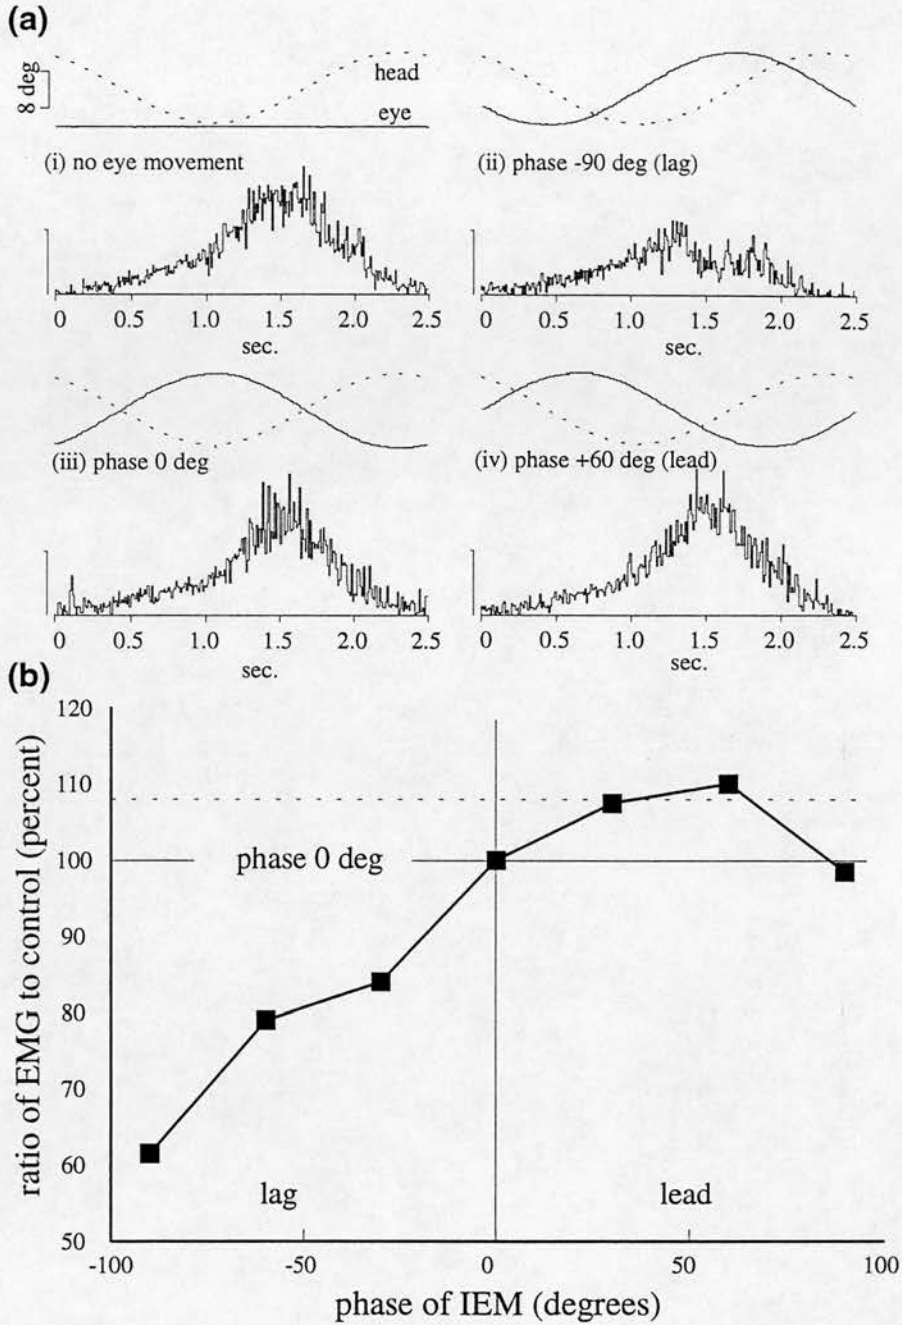 (a)
8 deg
head
eye
(i) no eye movement
(ii) phase -90 deg (lag)
0 0.5 1.0 1.5 2.0 2.5
sec.
0 0.5 1.0 1.5 2.0 2.5
(iii) phase 0 deg
(iv) phase +60 deg (lead)
0 0.5 1.0 1.5 2.0 2.5
sec.
0 0.5 1.0 1.5 2.0 2.5
sec.
(b)
ratio of EMG to control (percent)
120
110
100
90
80
70
60
50
phase 0 deg
lag
lead
-100 -50 0 50 100
phase of IEM (degrees)